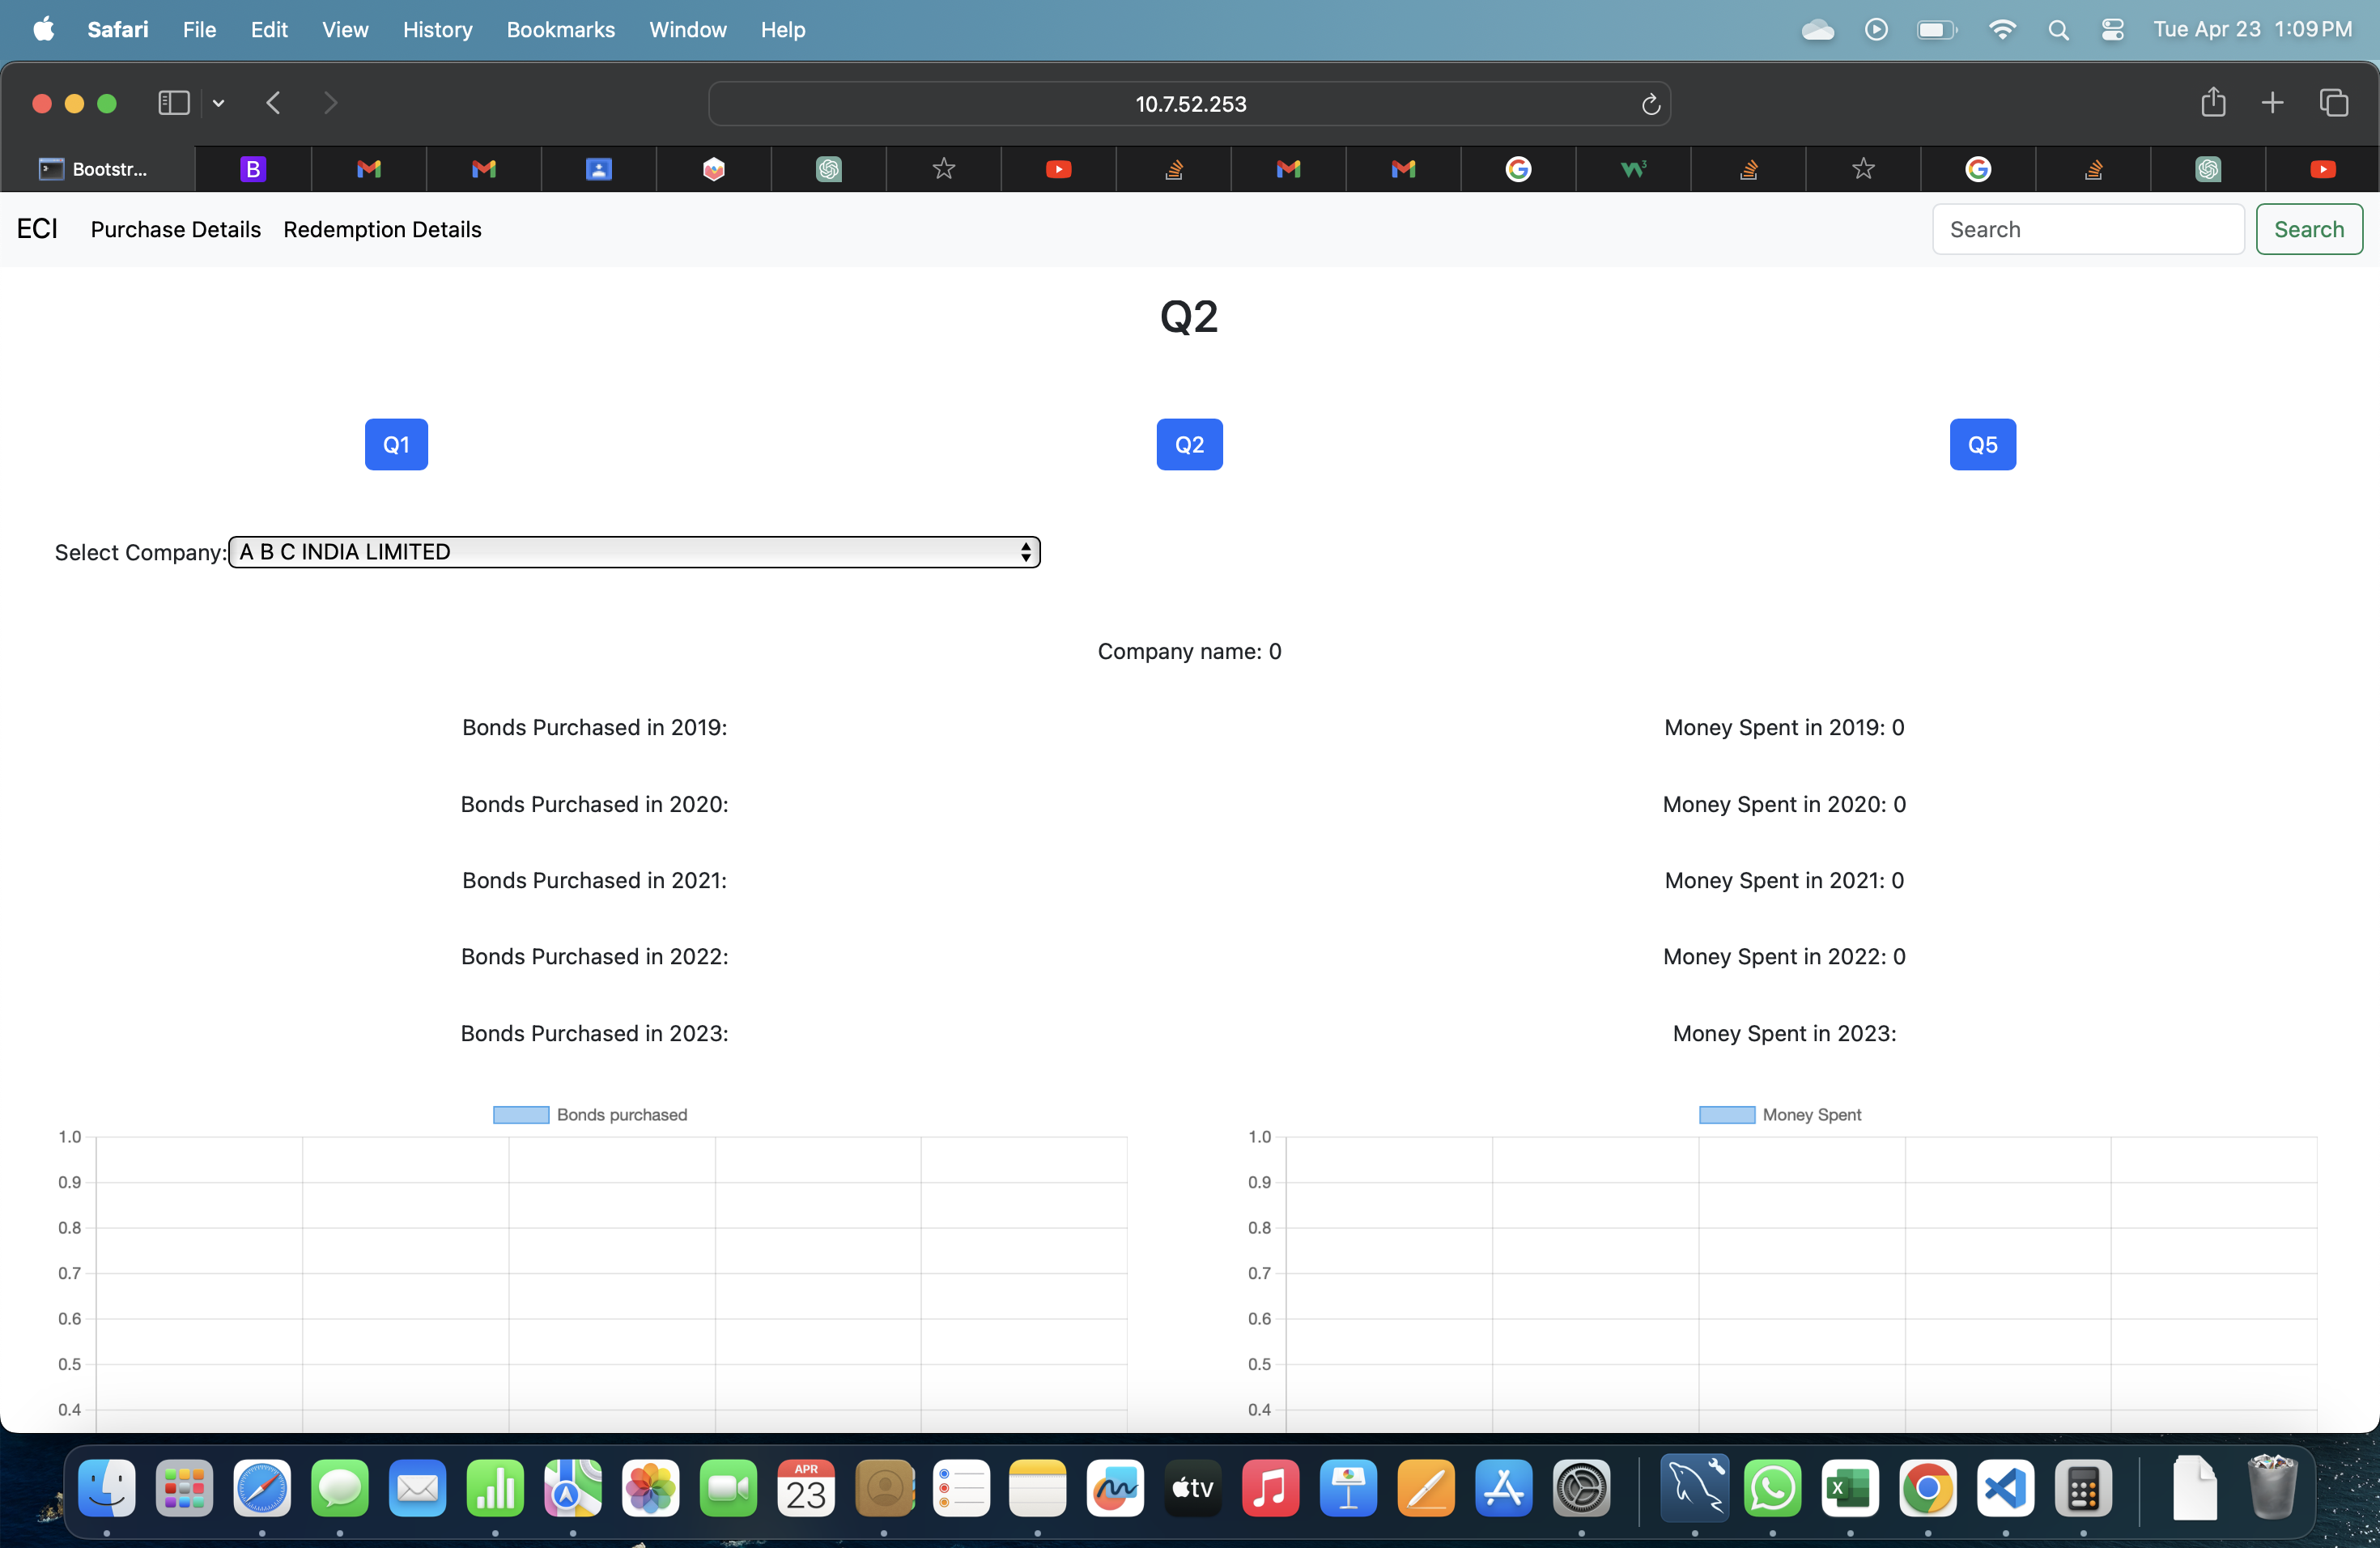 Safari File Edit View History Bookmarks Window Help Tue Apr 23 1:09 PM
10.7.52.253
Bootstr...
ECI Purchase Details Redemption Details Search Search
Q2
Q1 Q2 Q5
Select Company: A B C INDIA LIMITED
Company name: 0
Bonds Purchased in 2019: Money Spent in 2019: 0
Bonds Purchased in 2020: Money Spent in 2020: 0
Bonds Purchased in 2021: Money Spent in 2021: 0
Bonds Purchased in 2022: Money Spent in 2022: 0
Bonds Purchased in 2023: Money Spent in 2023:
Bonds purchased Money Spent
1.0 1.0
0.9 0.9
0.8 0.8
0.7 0.7
0.6 0.6
0.5 0.5
0.4 0.4
APR
23
tv